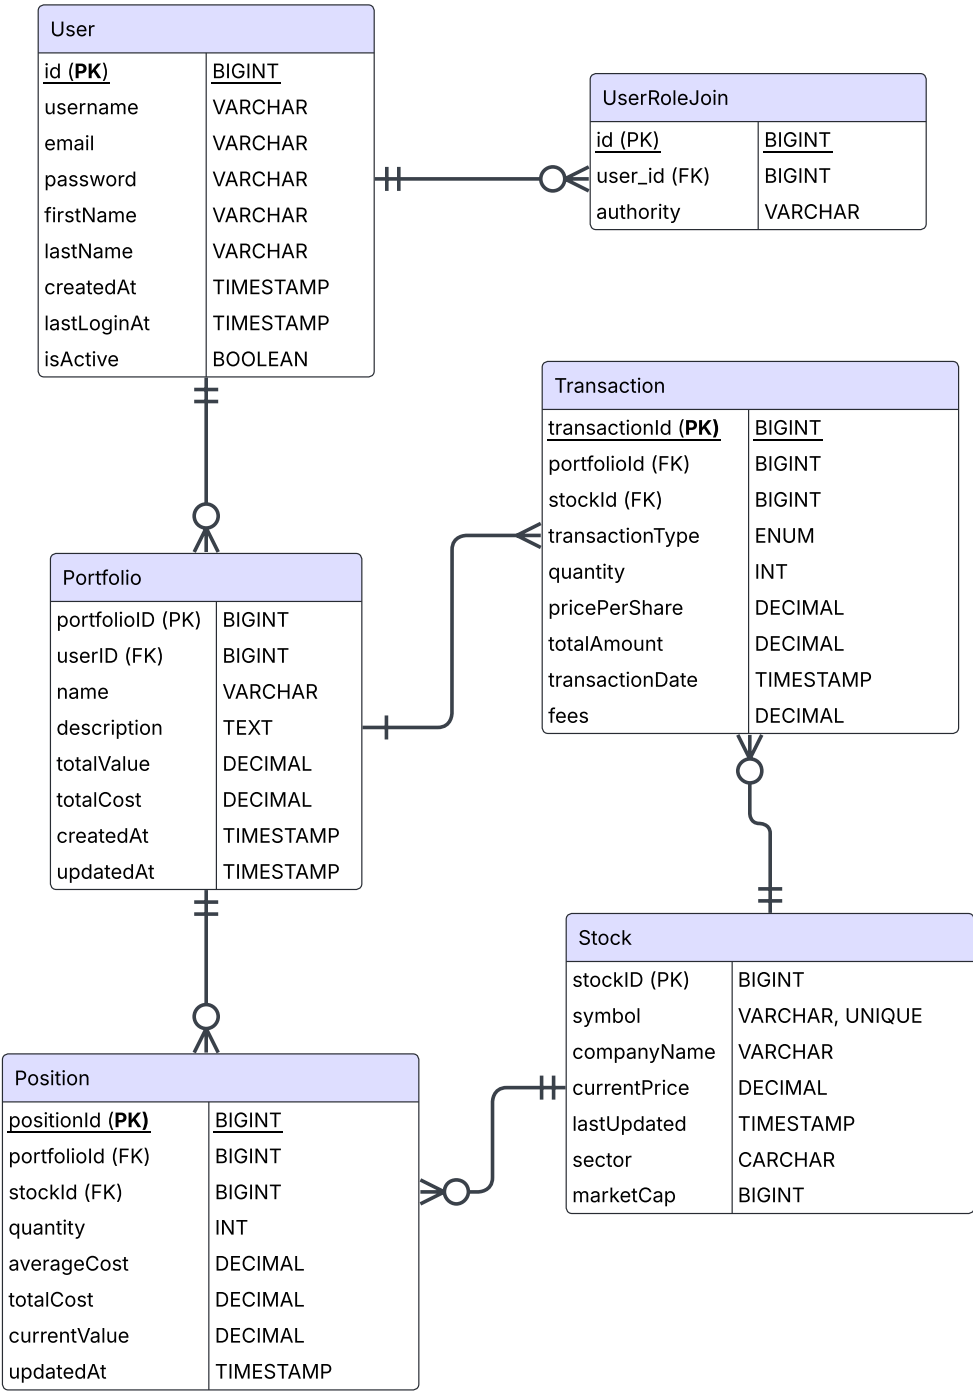 User
id (PK) BIGINT
username VARCHAR
email VARCHAR
password VARCHAR
firstName VARCHAR
lastName VARCHAR
createdAt TIMESTAMP
lastLoginAt TIMESTAMP
isActive BOOLEAN
UserRoleJoin
id (PK) BIGINT
user_id (FK) BIGINT
authority VARCHAR
Transaction
transactionId (PK) BIGINT
portfolioId (FK) BIGINT
stockId (FK) BIGINT
transactionType ENUM
quantity INT
pricePerShare DECIMAL
totalAmount DECIMAL
transactionDate TIMESTAMP
fees DECIMAL
Portfolio
portfolioID (PK) BIGINT
userID (FK) BIGINT
name VARCHAR
description TEXT
totalValue DECIMAL
totalCost DECIMAL
createdAt TIMESTAMP
updatedAt TIMESTAMP
Stock
stockID (PK) BIGINT
symbol VARCHAR, UNIQUE
companyName VARCHAR
currentPrice DECIMAL
lastUpdated TIMESTAMP
sector CARCHAR
marketCap BIGINT
Position
positionId (PK) BIGINT
portfolioId (FK) BIGINT
stockId (FK) BIGINT
quantity INT
averageCost DECIMAL
totalCost DECIMAL
currentValue DECIMAL
updatedAt TIMESTAMP